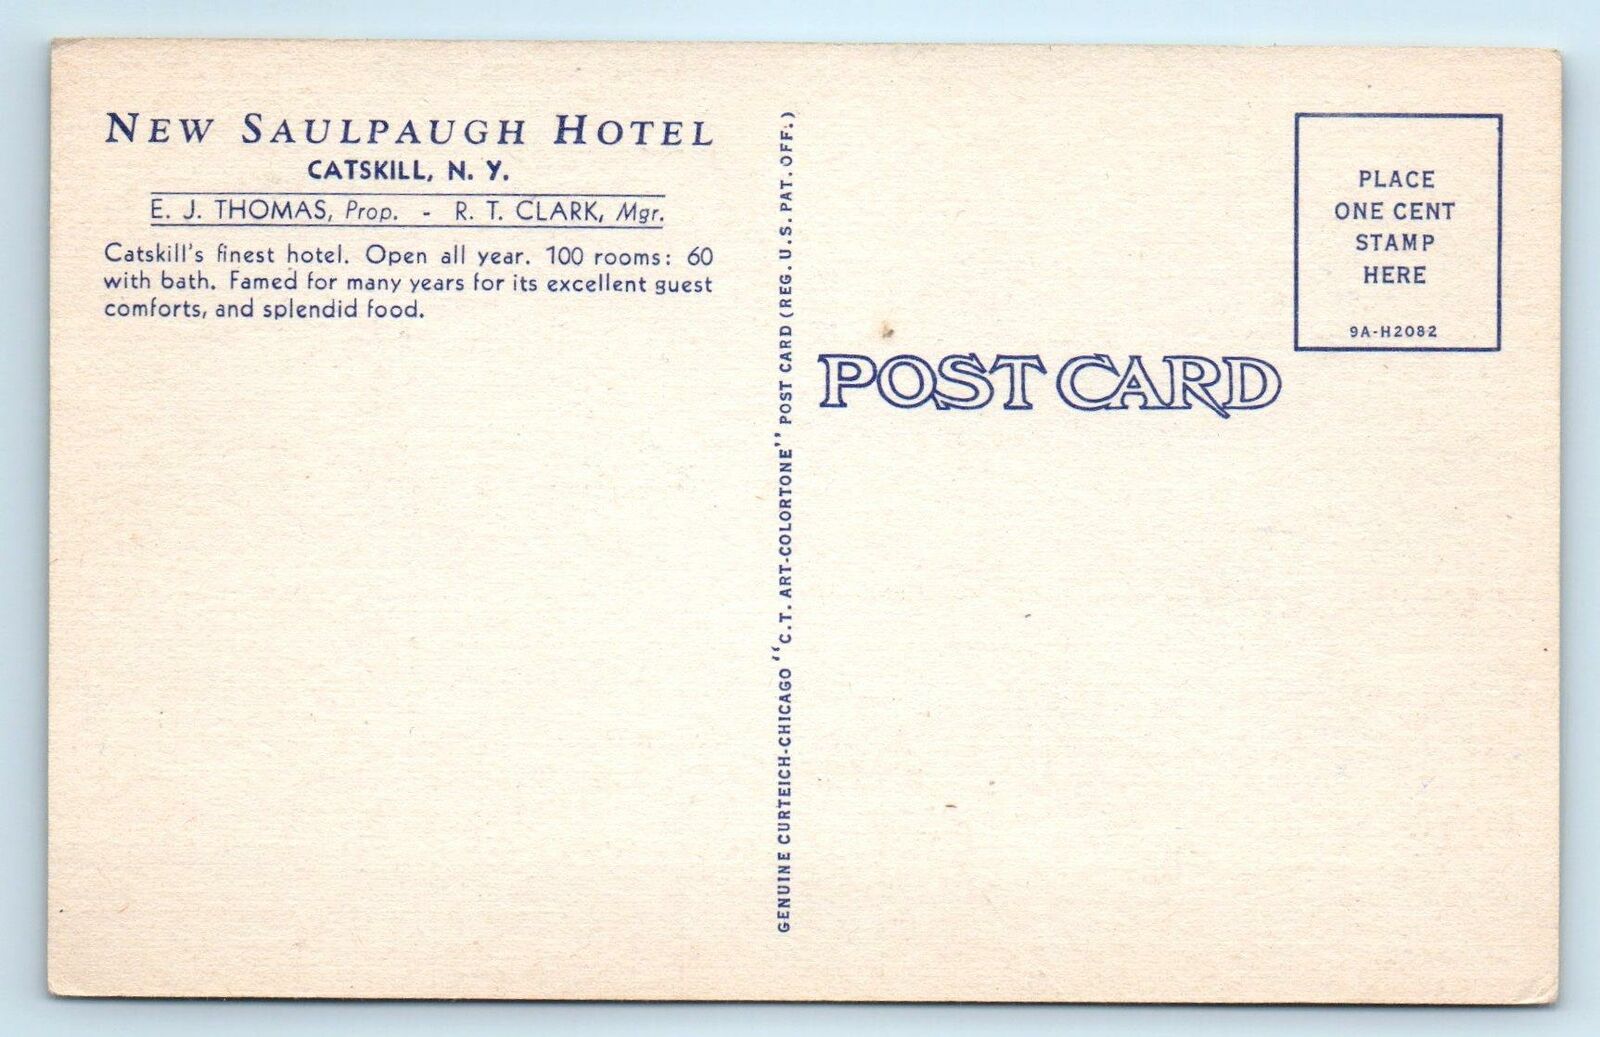 NEW SAULPAUGH HOTEL
CATSKILL, N. Y.
E. J. THOMAS, Prop. - R. T. CLARK, Mgr.
Catskill's finest hotel. Open all year. 100 rooms: 60
with bath. Famed for many years for its excellent guest
comforts, and splendid food.
GENUINE CURTEICH-CHICAGO "C.T. ART-COLORTONE" POST CARD (REG. U.S. PAT. OFF.)
POST CARD
PLACE
ONE CENT
STAMP
HERE
9A-H2082